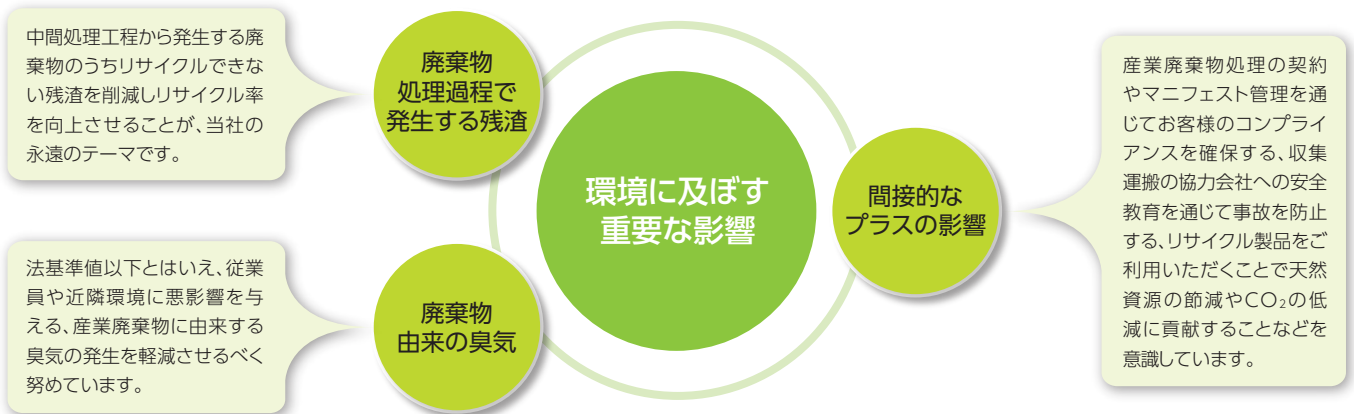 中間処理工程から発生する廃
棄物のうちリサイクルできな
い残渣を削減しリサイクル率
を向上させることが、当社の
永遠のテーマです。
廃棄物
処理過程で
発生する残渣
法基準値以下とはいえ、従業
員や近隣環境に悪影響を与
える、産業廃棄物に由来する
臭気の発生を軽減させるべく
努めています。
廃棄物
由来の臭気
環境に及ぼす
重要な影響
間接的な
プラスの影響
産業廃棄物処理の契約
やマニフェスト管理を通
じてお客様のコンプライ
アンスを確保する、収集
運搬の協力会社への安全
教育を通じて事故を防止
する、リサイクル製品をご
利用いただくことで天然
資源の節減やCO₂の低
減に貢献することなどを
意識しています。